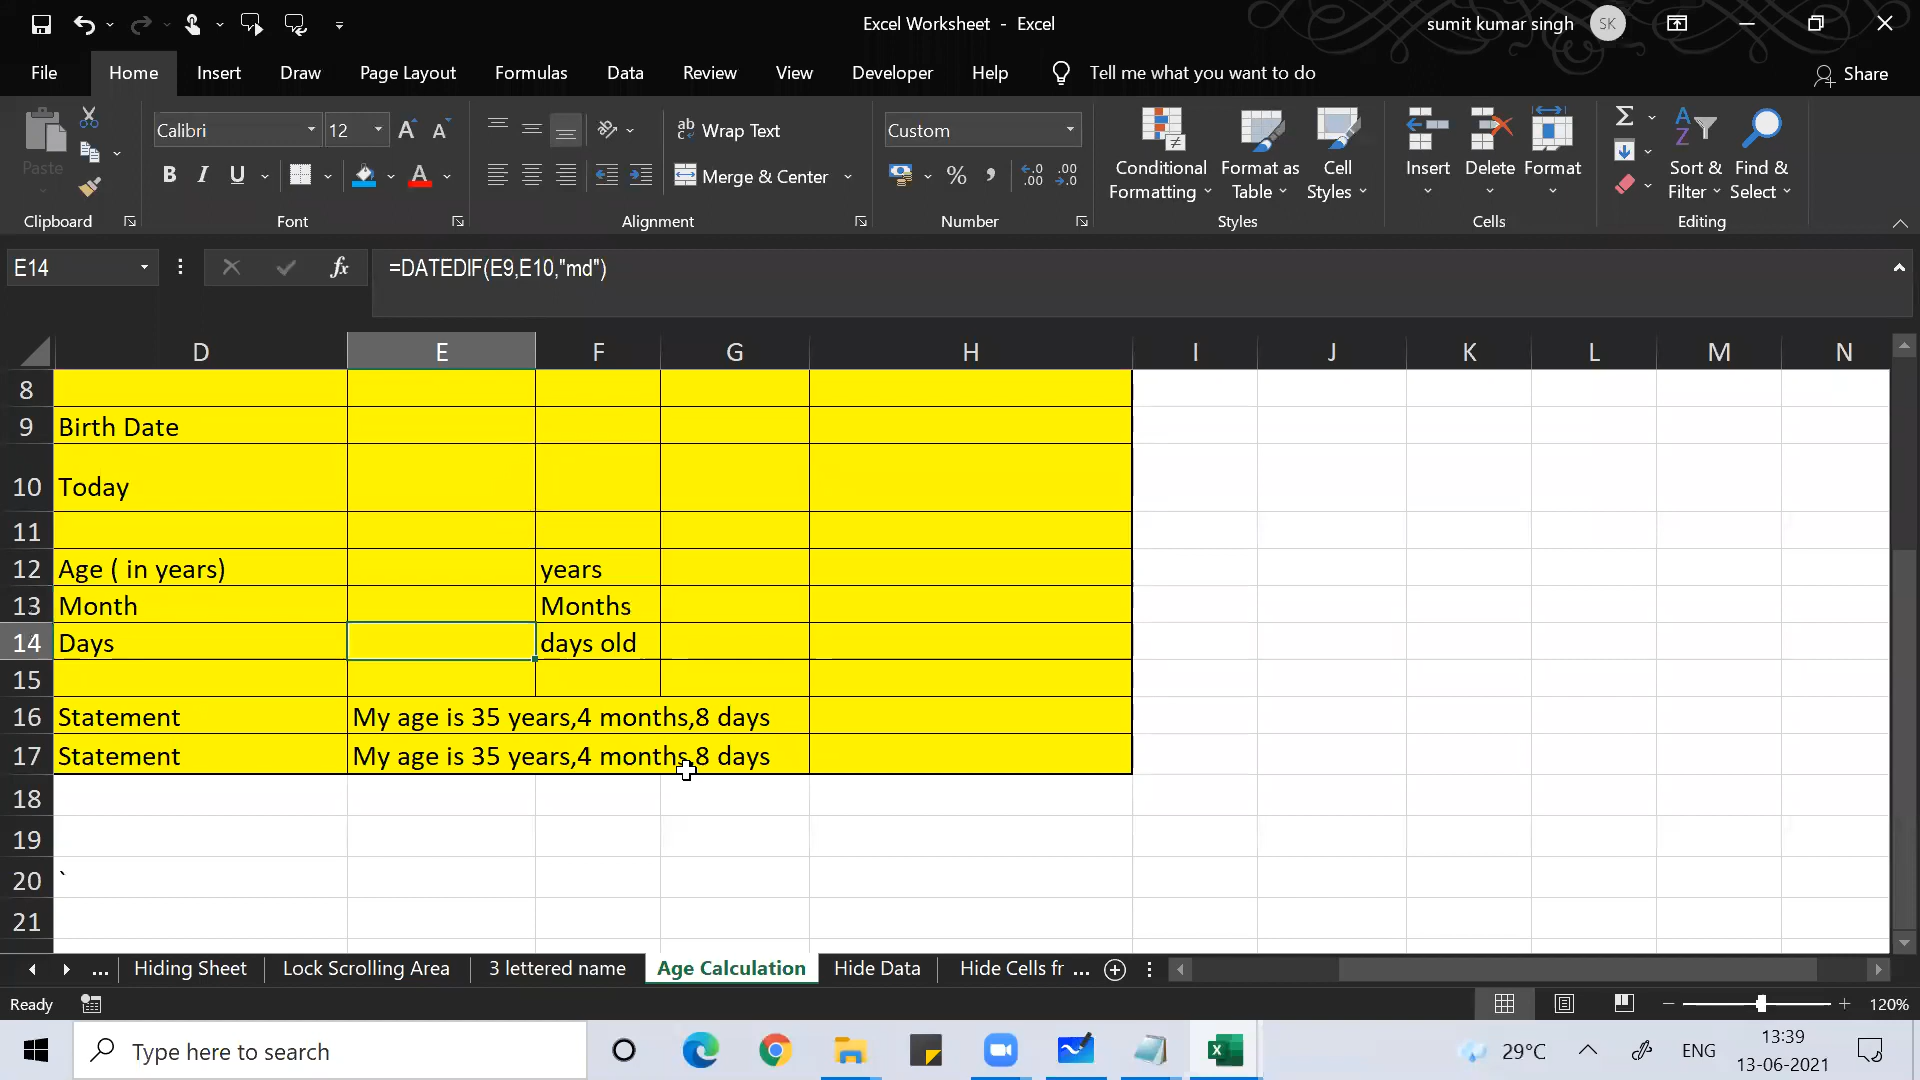 Excel Worksheet - Excel
sumit kumar singh
SK
File
Home
Insert
Draw
Page Layout
Formulas
Data
Review
View
Developer
Help
Tell me what you want to do
Share
Paste
Clipboard
Calibri
12
B I U
Font
Wrap Text
Merge & Center
Alignment
Custom
Number
Conditional
Formatting
Format as
Table
Cell
Styles
Styles
Insert
Delete
Format
Cells
Sort &
Filter
Find &
Select
Editing
E14
fx
=DATEDIF(E9,E10,"md")
D E F G H I J K L M N
8
9 Birth Date
10 Today
11
12 Age ( in years) years
13 Month Months
14 Days days old
15
16 Statement My age is 35 years,4 months,8 days
17 Statement My age is 35 years,4 months,8 days
18
19
20 `
21
... Hiding Sheet
Lock Scrolling Area
3 lettered name
Age Calculation
Hide Data
Hide Cells fr ...
Ready
120%
Type here to search
29°C
ENG
13:39
13-06-2021